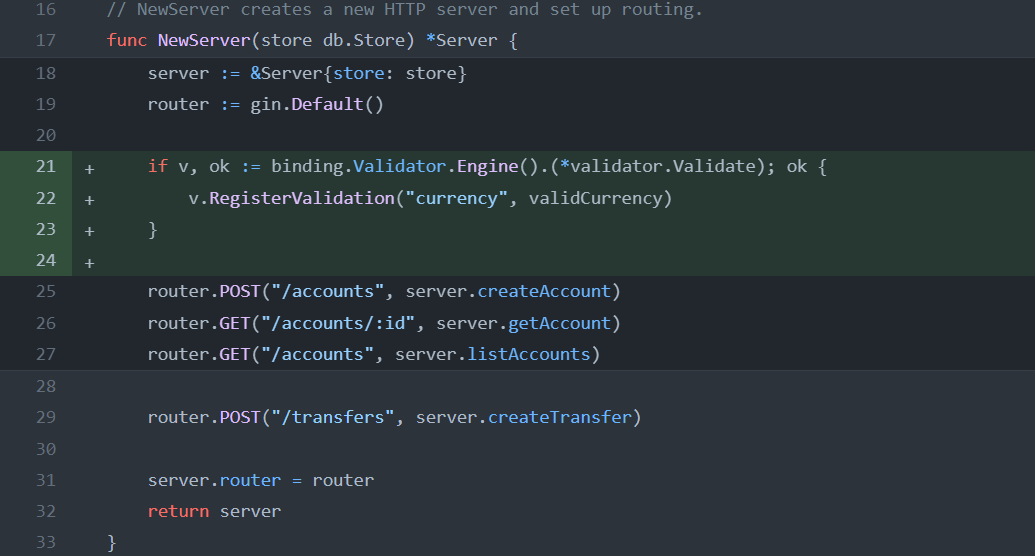 16 // NewServer creates a new HTTP server and set up routing.
17 func NewServer(store db.Store) *Server {
18 server := &Server{store: store}
19 router := gin.Default()
20
21 + if v, ok := binding.Validator.Engine().(*validator.Validate); ok {
22 + v.RegisterValidation("currency", validCurrency)
23 + }
24 +
25 router.POST("/accounts", server.createAccount)
26 router.GET("/accounts/:id", server.getAccount)
27 router.GET("/accounts", server.listAccounts)
28
29 router.POST("/transfers", server.createTransfer)
30
31 server.router = router
32 return server
33 }